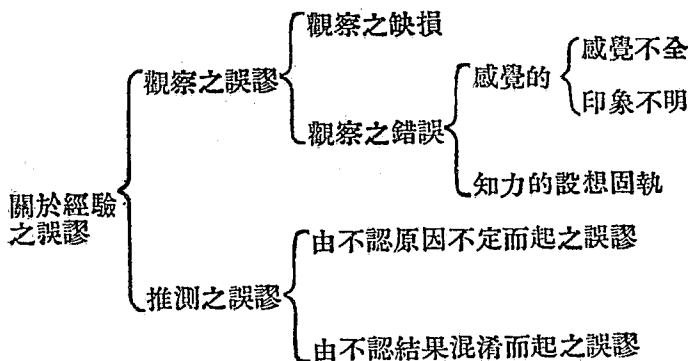 關於經驗
之誤謬
觀察之誤謬
觀察之缺損
觀察之錯誤
感覺的
感覺不全
印象不明
知力的設想固執
推測之誤謬
由不認原因不定而起之誤謬
由不認結果混淆而起之誤謬